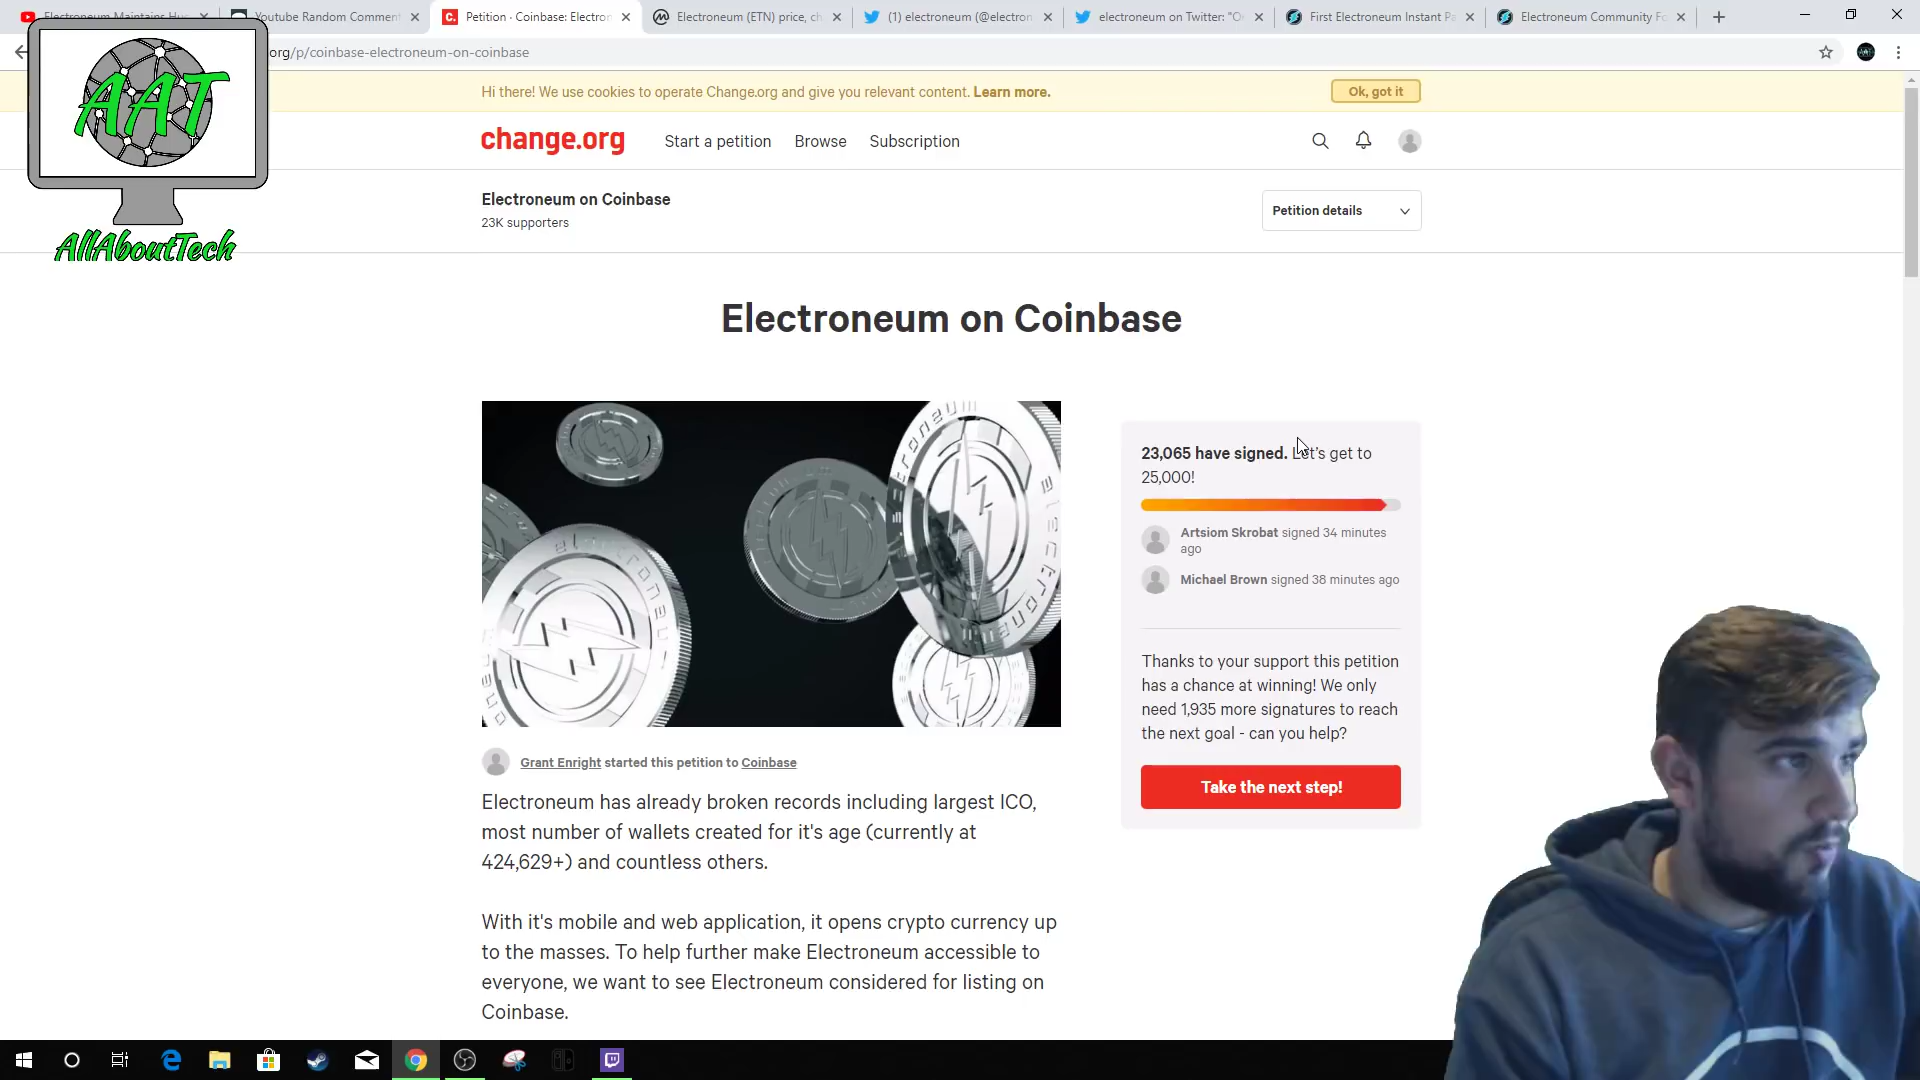 Electroneum Maintains Hu
Youtube Random Comment
Petition · Coinbase: Electron
Electroneum (ETN) price, ch
(1) electroneum (@electron
electroneum on Twitter: "O
First Electroneum Instant Pa
Electroneum Community Fo
org/p/coinbase-electroneum-on-coinbase
AAT
AllAboutTech
Hi there! We use cookies to operate Change.org and give you relevant content. Learn more.
Ok, got it
change.org
Start a petition
Browse
Subscription
Electroneum on Coinbase
23K supporters
Petition details
Electroneum on Coinbase
23,065 have signed. Let's get to
25,000!
Artsiom Skrobat signed 34 minutes
ago
Michael Brown signed 38 minutes ago
Thanks to your support this petition
has a chance at winning! We only
need 1,935 more signatures to reach
the next goal - can you help?
Take the next step!
Grant Enright started this petition to Coinbase
Electroneum has already broken records including largest ICO,
most number of wallets created for it's age (currently at
424,629+) and countless others.
With it's mobile and web application, it opens crypto currency up
to the masses. To help further make Electroneum accessible to
everyone, we want to see Electroneum considered for listing on
Coinbase.